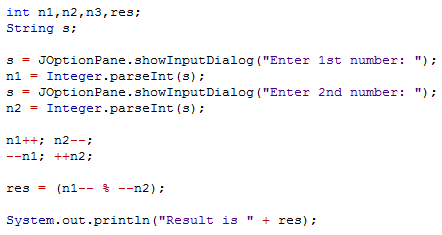 int n1,n2,n3,res;
String s;
s = JOptionPane.showInputDialog("Enter 1st number: ");
n1 = Integer.parseInt(s);
s = JOptionPane.showInputDialog("Enter 2nd number: ");
n2 = Integer.parseInt(s);
n1++; n2--;
--n1; ++n2;
res = (n1-- % --n2);
System.out.println("Result is " + res);